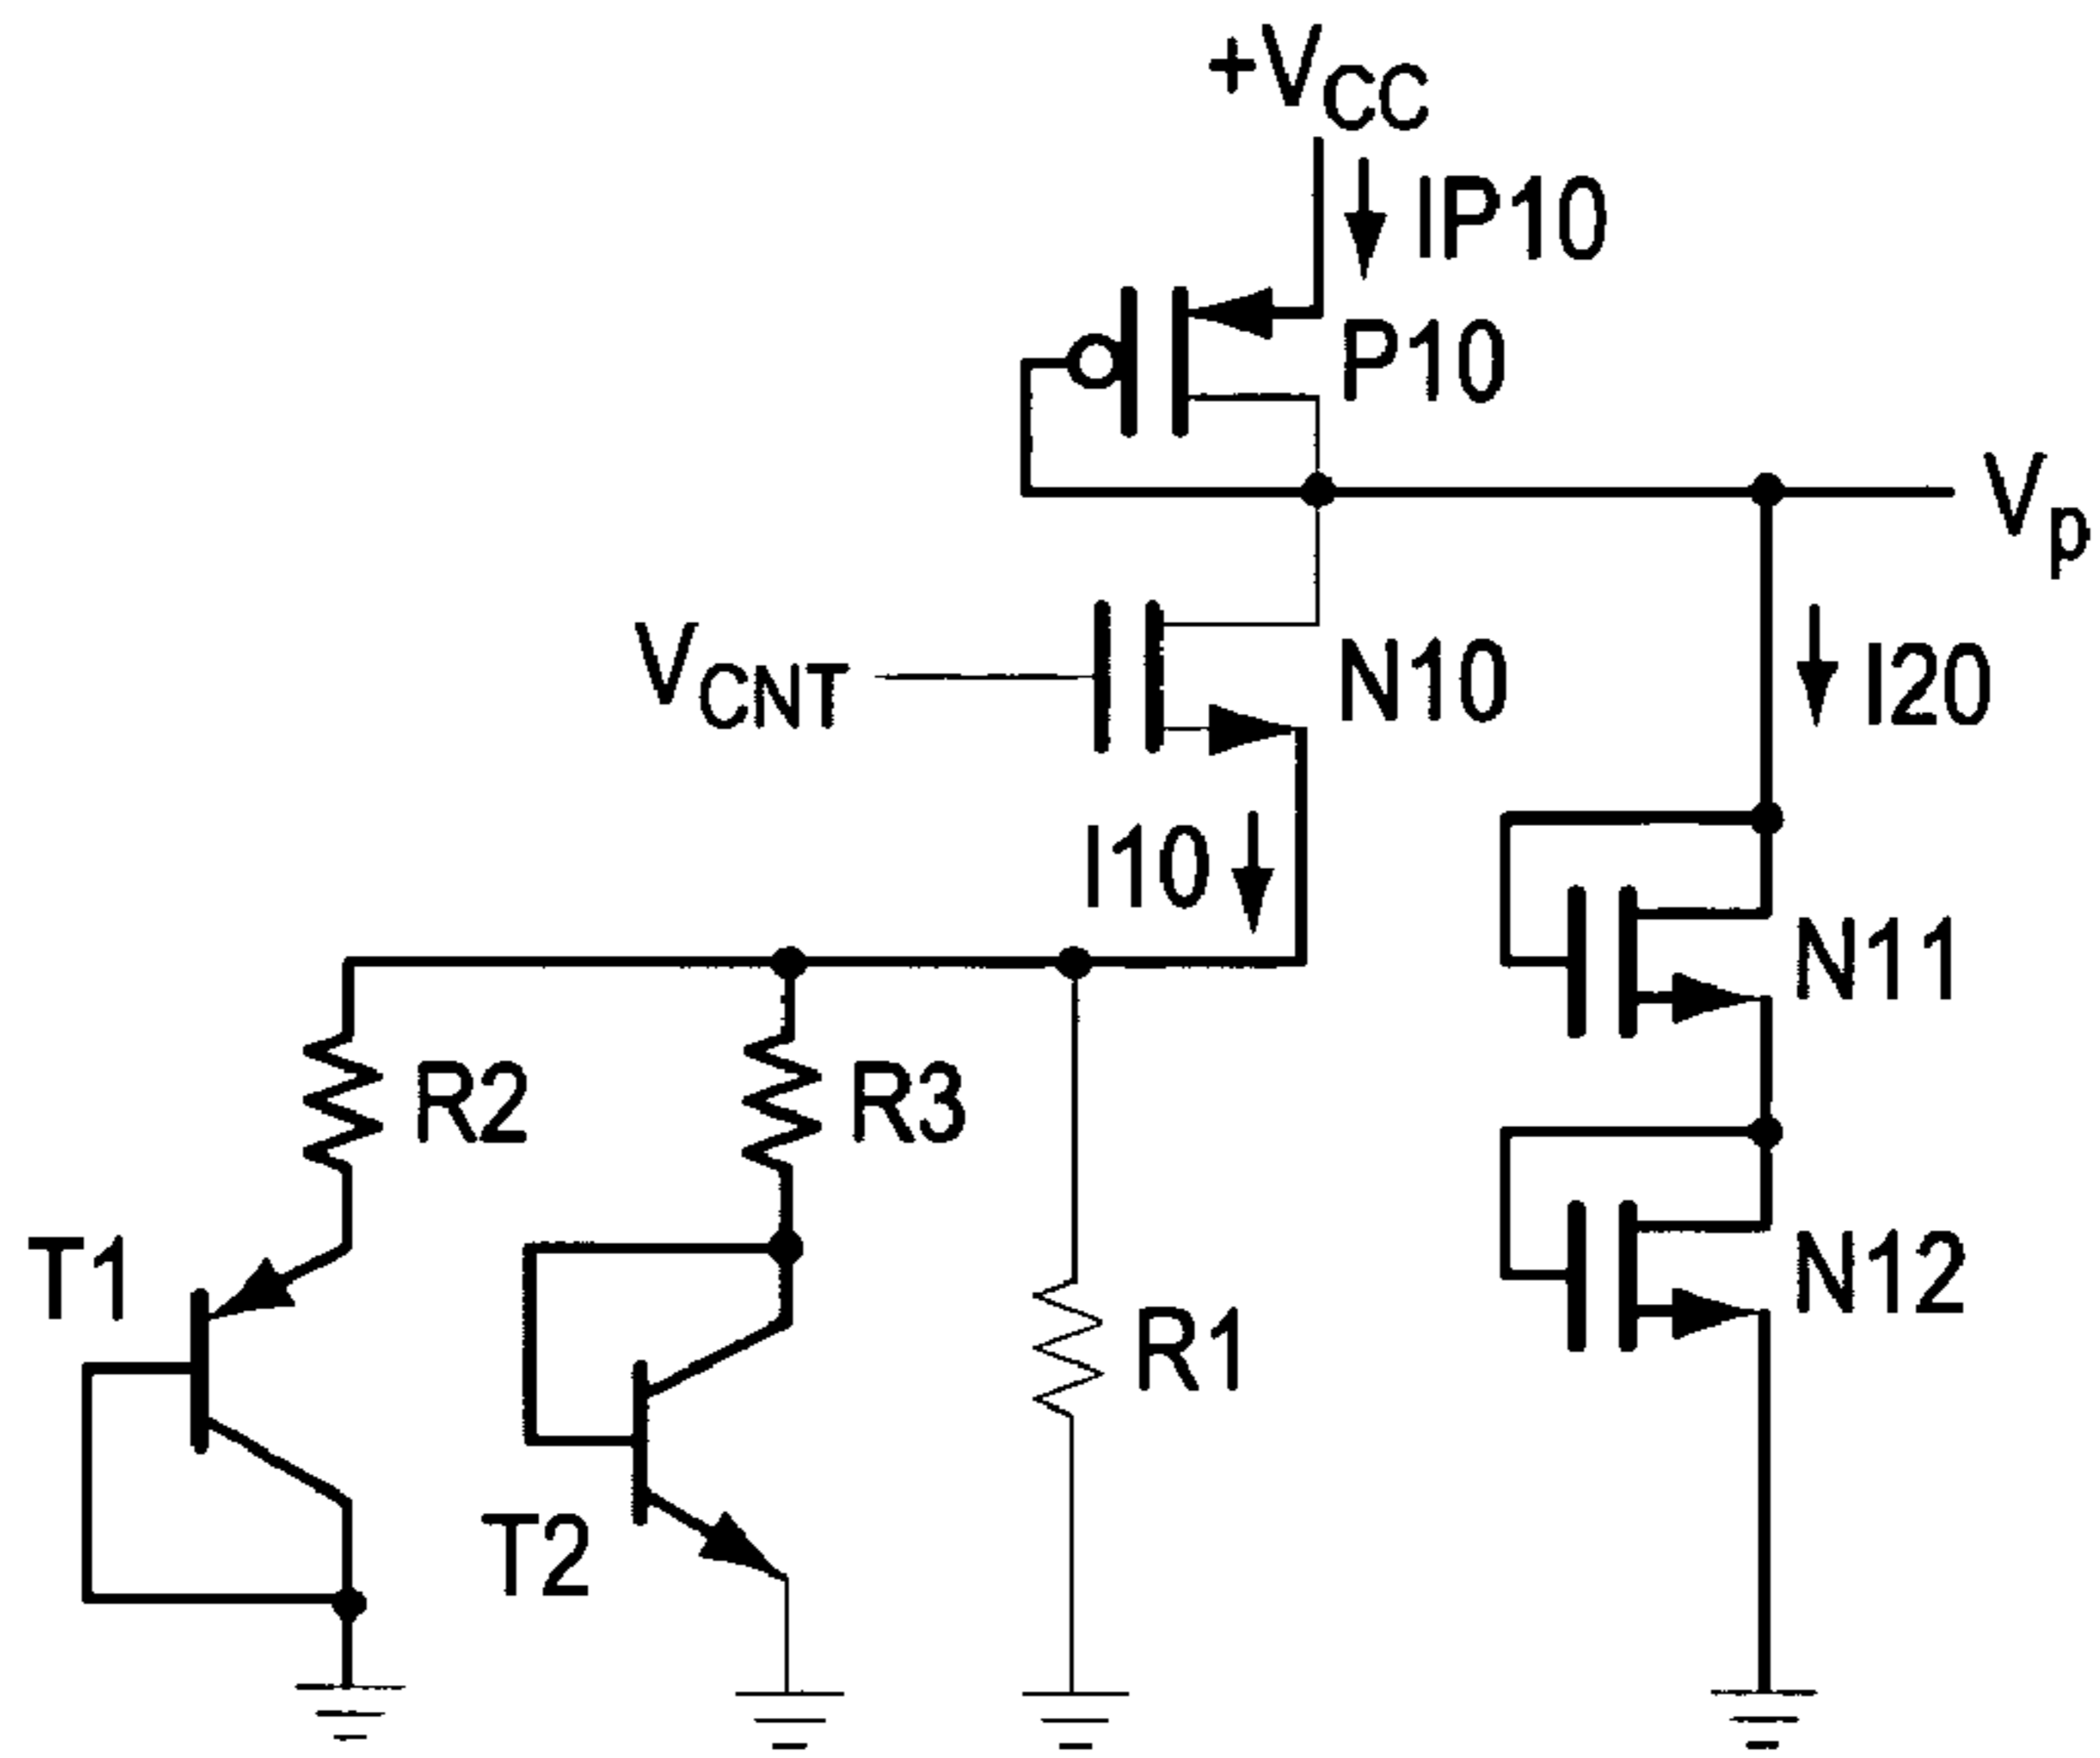 +VCC
IP10
P10
Vp
VCNT
N10
I20
I10
N11
R2
R3
T1
N12
R1
T2